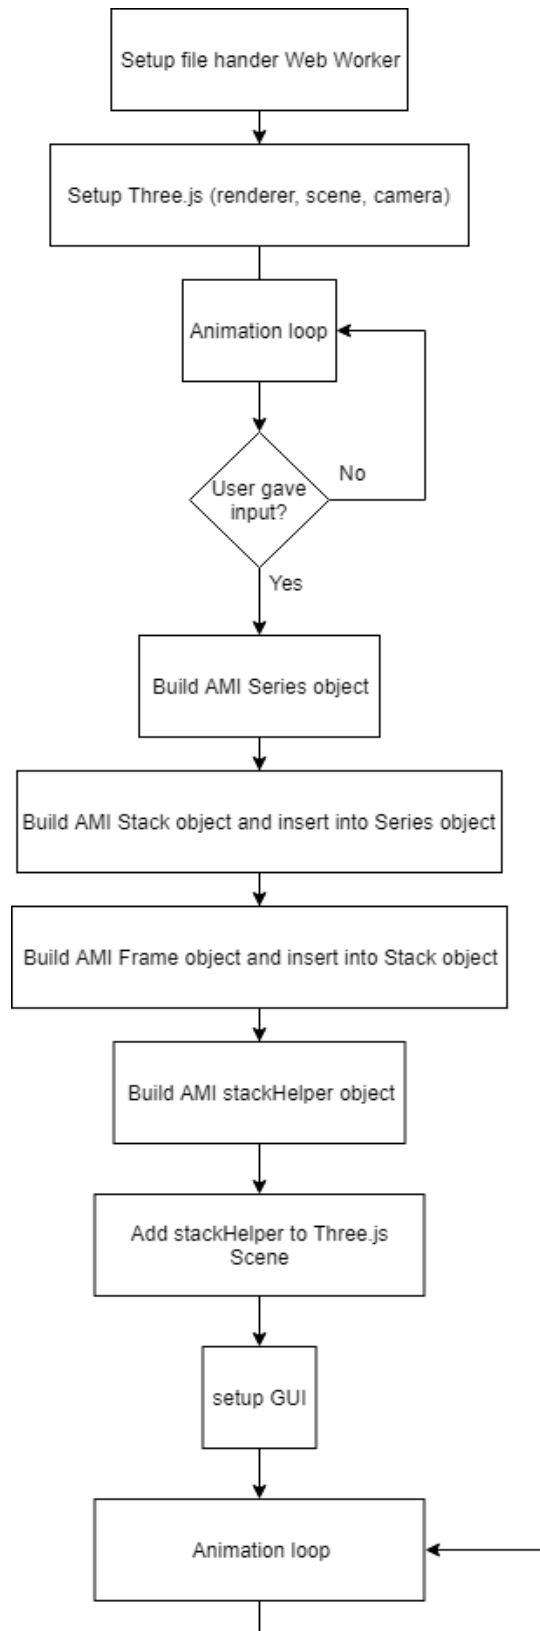 Setup file hander Web Worker
Setup Three.js (renderer, scene, camera)
Animation loop
No
User gave
input?
Yes
Build AMI Series object
Build AMI Stack object and insert into Series object
Build AMI Frame object and insert into Stack object
Build AMI stackHelper object
Add stackHelper to Three.js
Scene
setup GUI
Animation loop